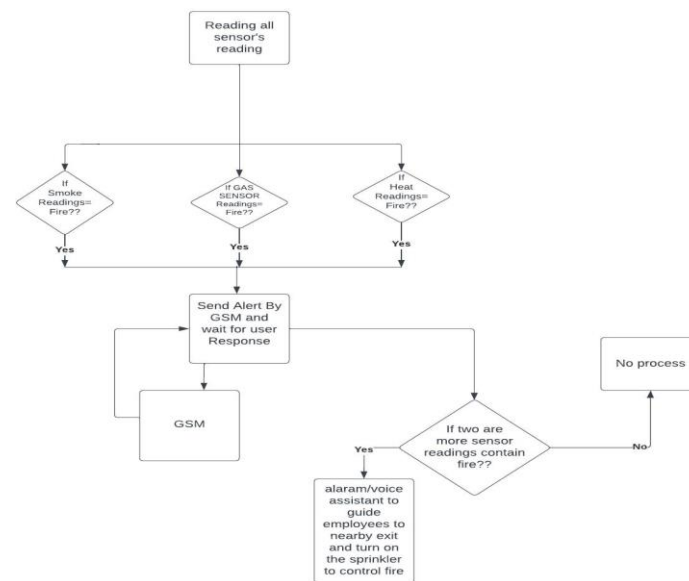 Reading all
sensor's
reading
If
Smoke
Readings=
Fire??
If GAS
SENSOR
Readings=
Fire??
If
Heat
Readings=
Fire??
Yes
Yes
Yes
Send Alert By
GSM and
wait for user
Response
No process
GSM
If two are
more sensor
readings contain
fire??
Yes
No
alaram/voice
assistant to
guide
employees to
nearby exit
and turn on
the sprinkler
to control fire